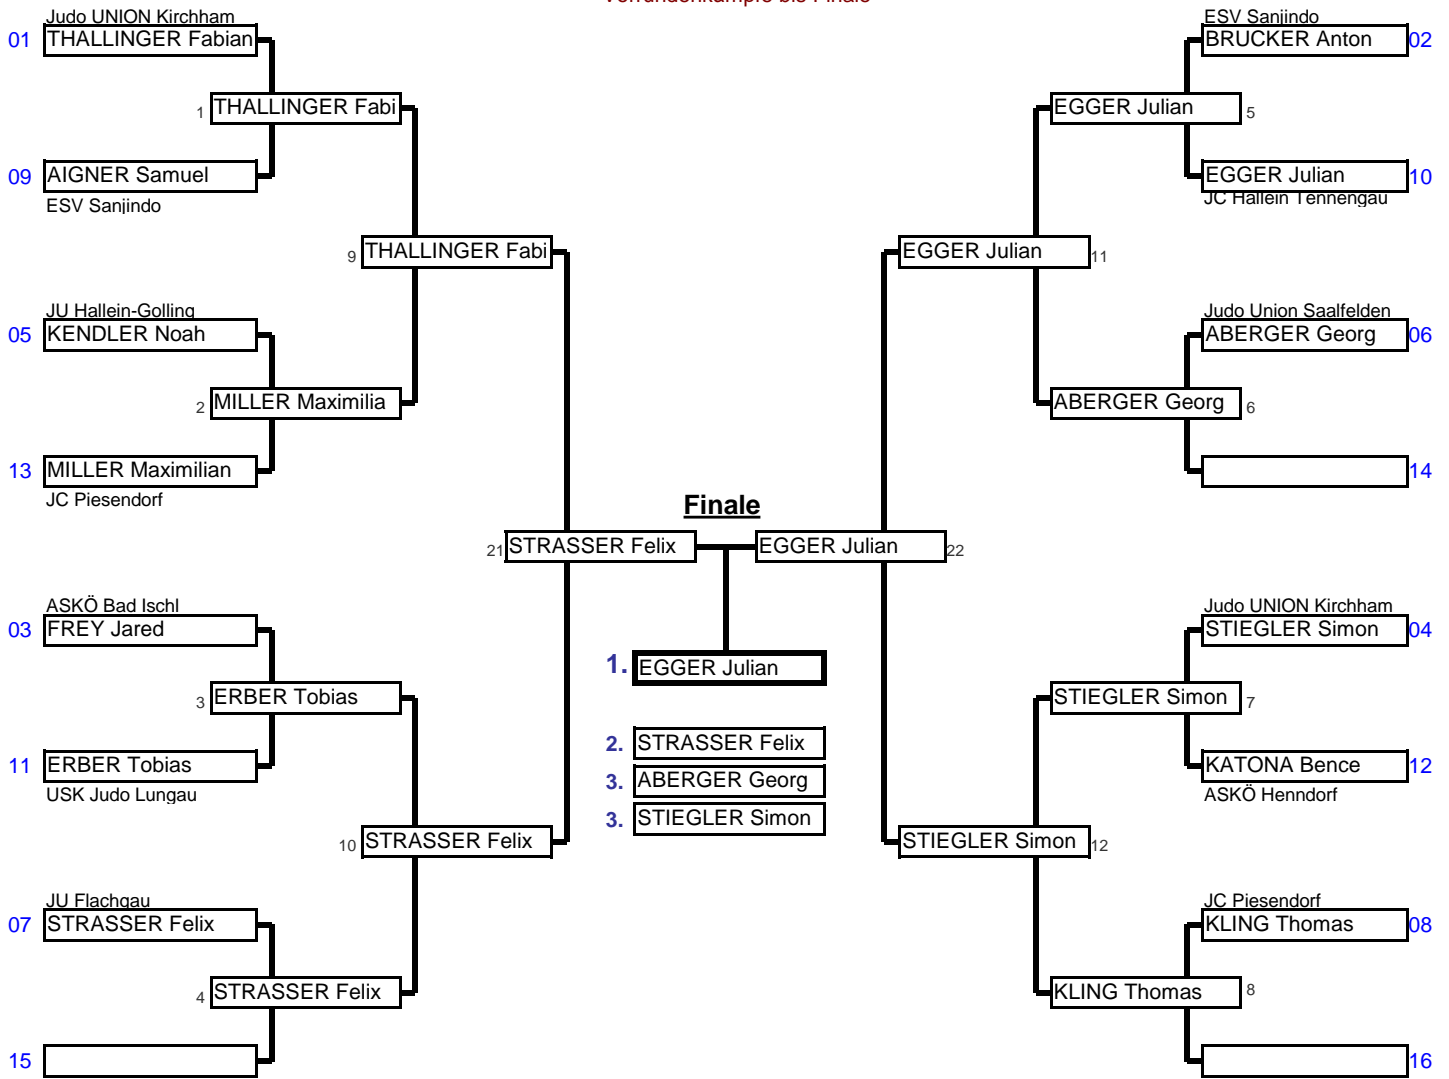 Vorrundenkämpfe bis Finale
Judo UNION Kirchham
01 THALLINGER Fabian
1 THALLINGER Fabi
09 AIGNER Samuel
ESV Sanjindo
9 THALLINGER Fabi
JU Hallein-Golling
05 KENDLER Noah
2 MILLER Maximilia
13 MILLER Maximilian
JC Piesendorf
21 STRASSER Felix
ASKÖ Bad Ischl
03 FREY Jared
3 ERBER Tobias
11 ERBER Tobias
USK Judo Lungau
10 STRASSER Felix
JU Flachgau
07 STRASSER Felix
4 STRASSER Felix
15
Finale
1. EGGER Julian
2. STRASSER Felix
3. ABERGER Georg
3. STIEGLER Simon
ESV Sanjindo
BRUCKER Anton 02
EGGER Julian 5
EGGER Julian 10
JC Hallein Tennengau
EGGER Julian 11
Judo Union Saalfelden
ABERGER Georg 06
ABERGER Georg 6
14
EGGER Julian 22
Judo UNION Kirchham
STIEGLER Simon 04
STIEGLER Simon 7
KATONA Bence 12
ASKÖ Henndorf
STIEGLER Simon 12
JC Piesendorf
KLING Thomas 08
KLING Thomas 8
16